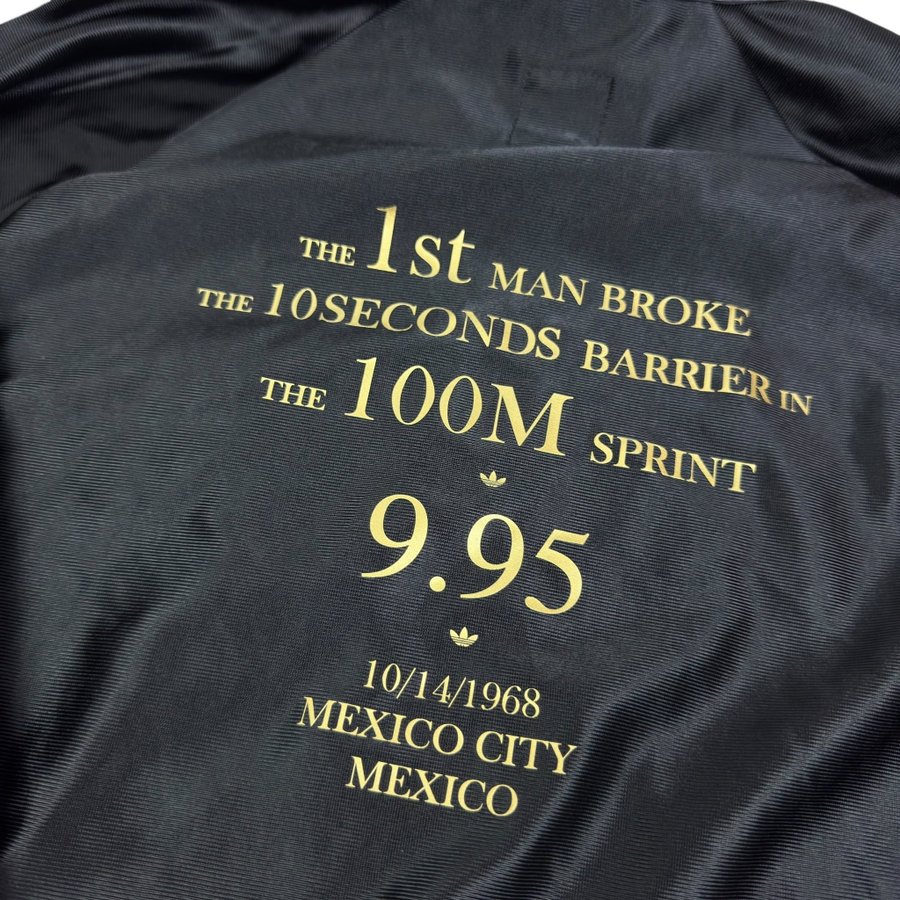 THE 1st MAN BROKE
THE 10SECONDS BARRIER IN
THE 100M SPRINT
9.95
10/14/1968
MEXICO CITY
MEXICO